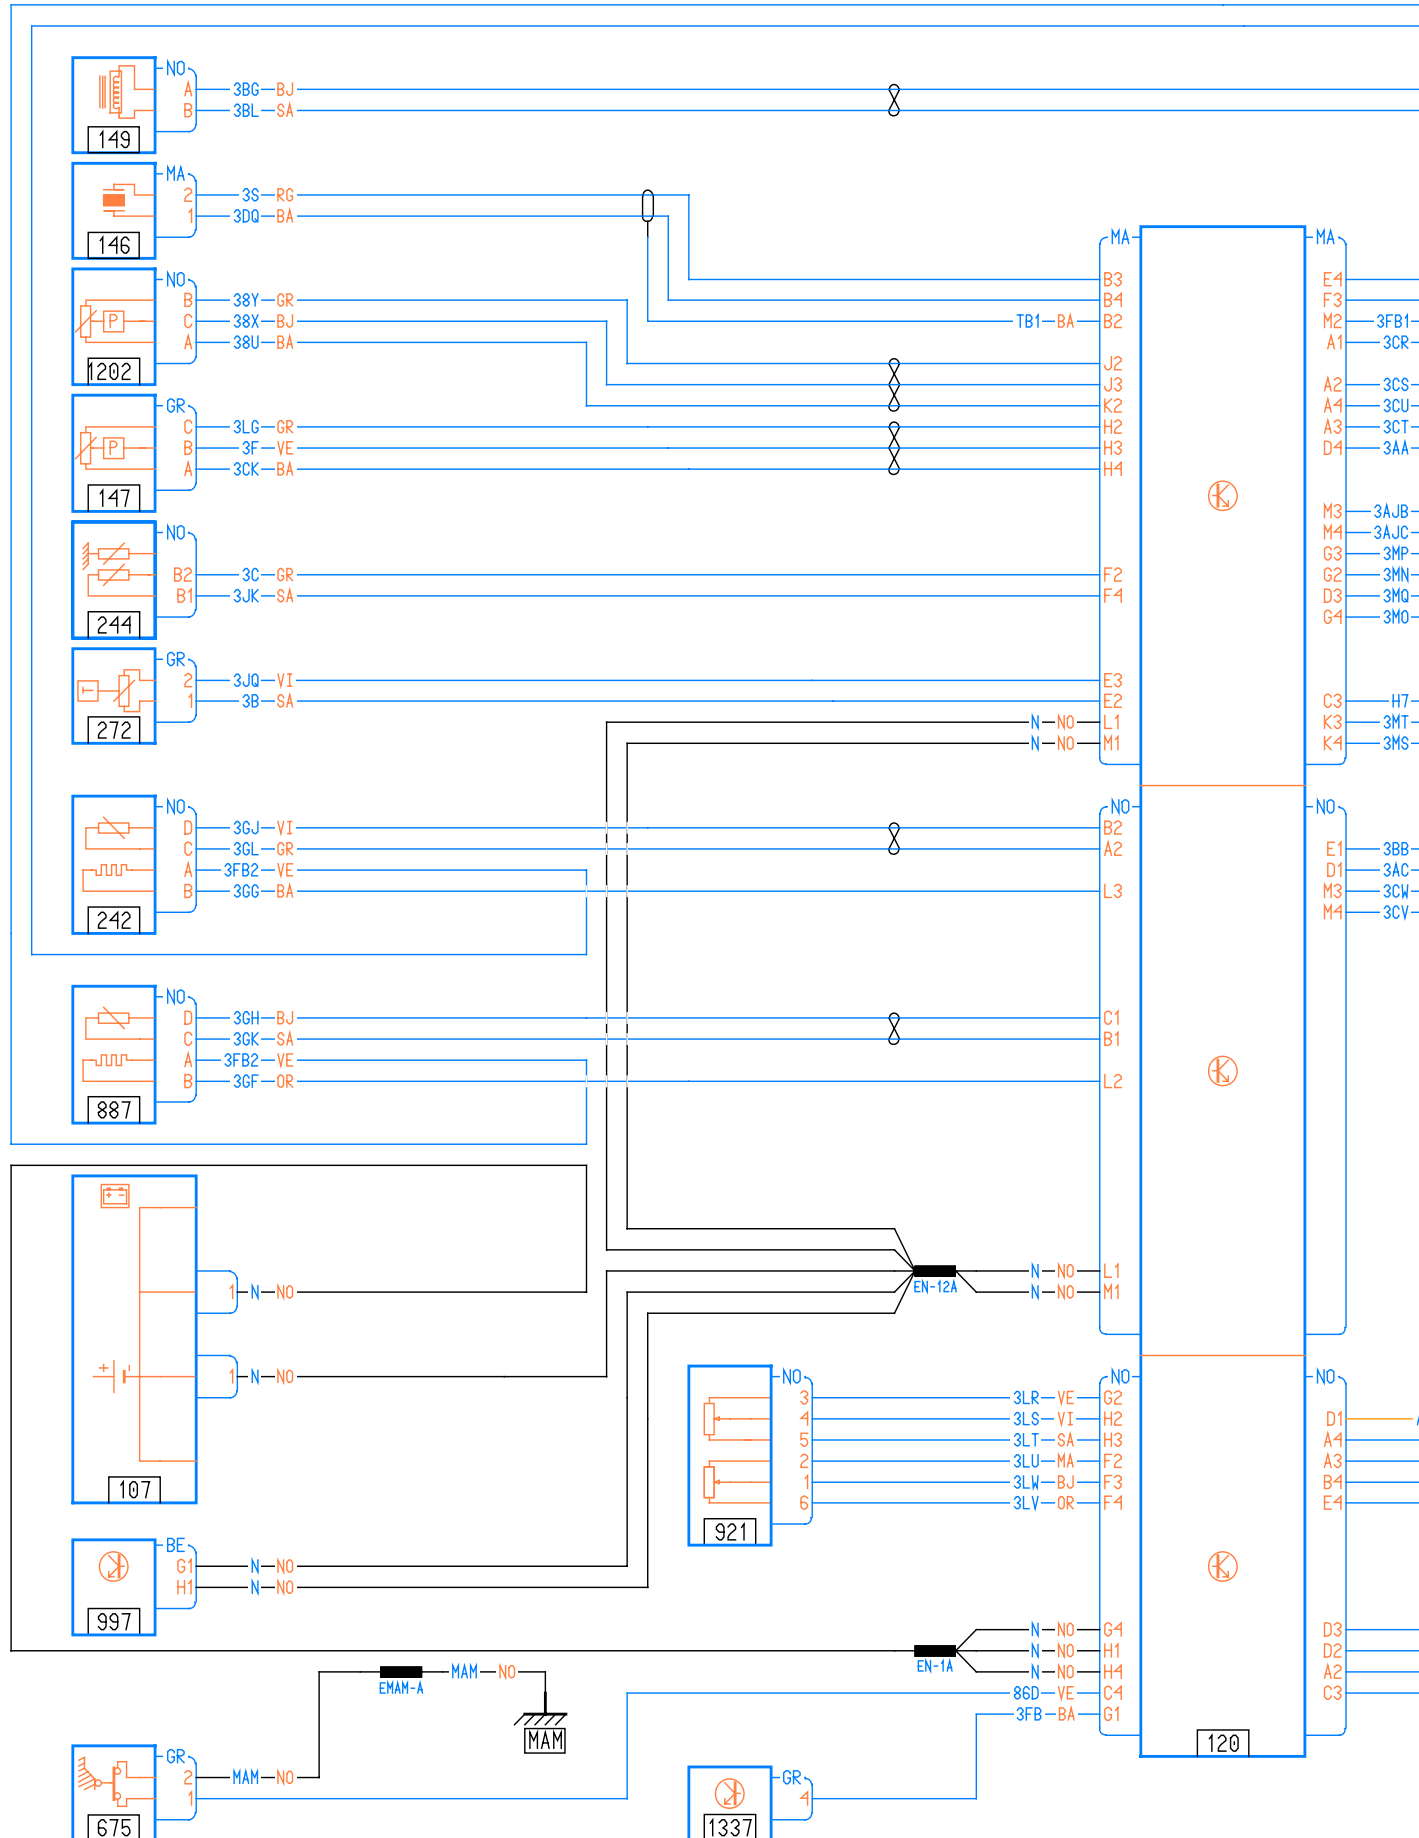 NO
A 3BG BJ
B 3BL SA
149
MA
2 3S RG
1 3DQ BA
146
MA MA
NO
B3 E4
B 38Y GR B4 F3
P C 38X BJ TB1 BA B2 M2 3FB1
A 38U BA A1 3CR
1202
J2
J3 A2 3CS
GR K2 A4 3CU
C 3LG GR H2 A3 3CT
P B 3F VE H3 D4 3AA
A 3CK BA H4
147
M3 3AJB
NO M4 3AJC
G3 3MP
B2 3C GR F2 G2 3MN
B1 3JK SA F4 D3 3MQ
244 G4 3MO
GR
T 2 3JQ VI E3
1 3B SA E2 C3 H7
272 N NO L1 K3 3MT
N NO M1 K4 3MS
NO NO NO
D 3GJ VI B2
C 3GL GR A2 E1 3BB
A 3FB2 VE D1 3AC
B 3GG BA L3 M3 3CW
242 M4 3CV
NO
D 3GH BJ C1
C 3GK SA B1
A 3FB2 VE
B 3GF OR L2
887
+ -
N NO L1
EN-12A
1 N NO N NO M1
+ -
1 N NO
107
NO NO NO
3 3LR VE G2
4 3LS VI H2 D1
5 3LT SA H3 A4
2 3LU MA F2 A3
1 3LW BJ F3 B4
6 3LV OR F4 E4
921
BE
G1 N NO
H1 N NO
997
N NO G4 D3
N NO H1 D2
EN-1A
N NO H4 A2
EMAM-A MAM NO
86D VE C4 C3
3FB BA G1
MAM
120
GR
2 MAM NO
1
675
GR
4
1337